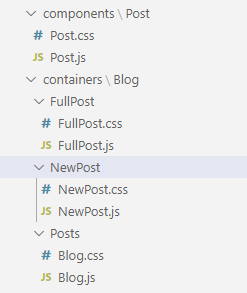 components \ Post
# Post.css
JS Post.js
containers \ Blog
FullPost
# FullPost.css
JS FullPost.js
NewPost
# NewPost.css
JS NewPost.js
Posts
# Blog.css
JS Blog.js